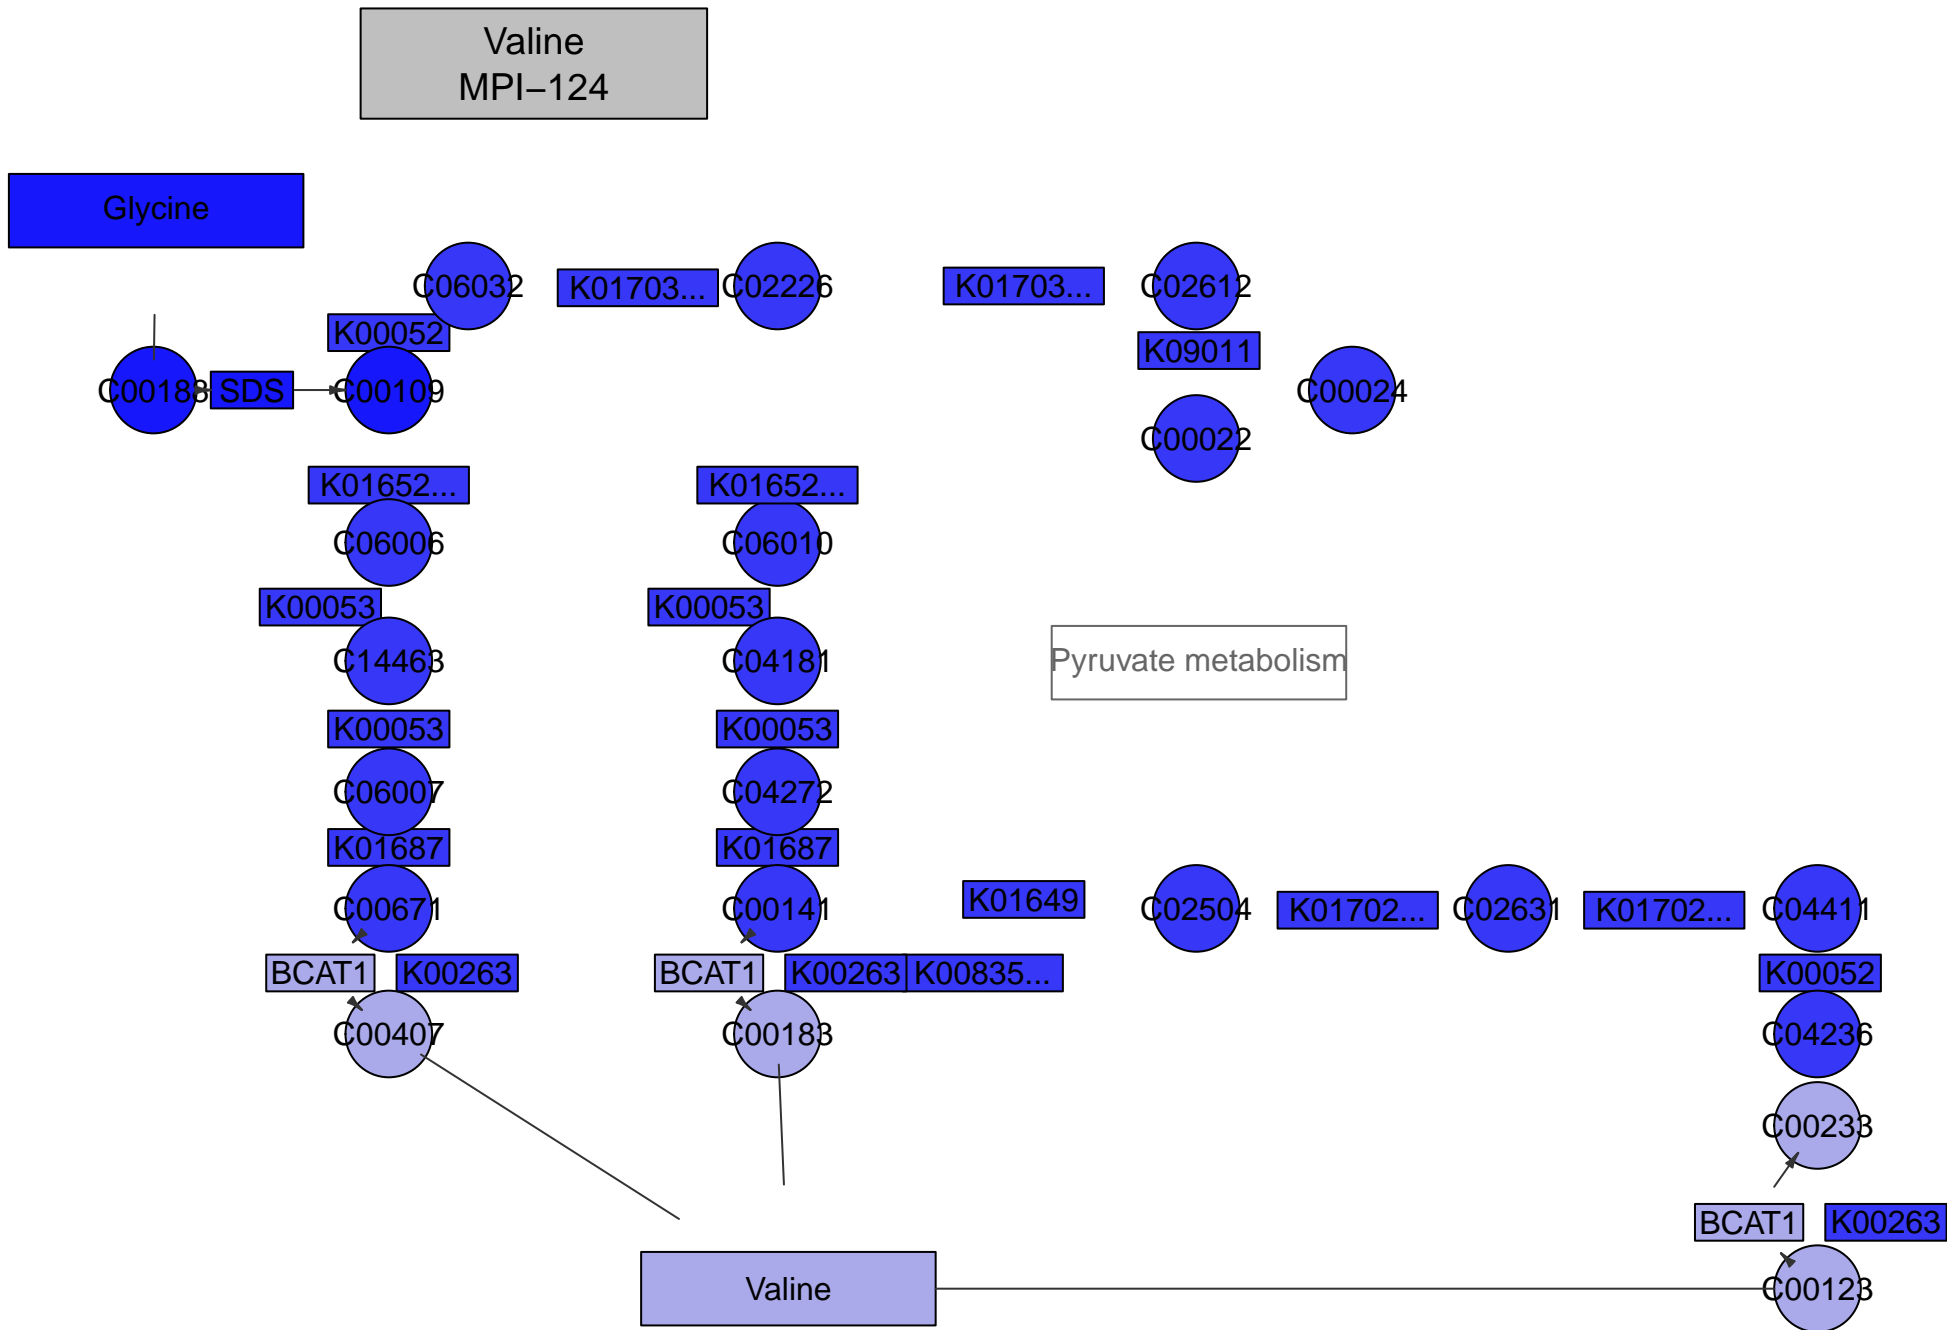 Valine
MPI–124
Glycine
C06032
K01703...
C02226
K01703...
C02612
K00052
K09011
C00188
SDS
C00109
C00024
C00022
K01652...
K01652...
C06006
C06010
K00053
K00053
C14463
C04181
Pyruvate metabolism
K00053
K00053
C06007
C04272
K01687
K01687
C00671
C00141
K01649
C02504
K01702...
C02631
K01702...
C04411
BCAT1
K00263
BCAT1
K00263
K00835...
K00052
C00407
C00183
C04236
C00233
BCAT1
K00263
Valine
C00123